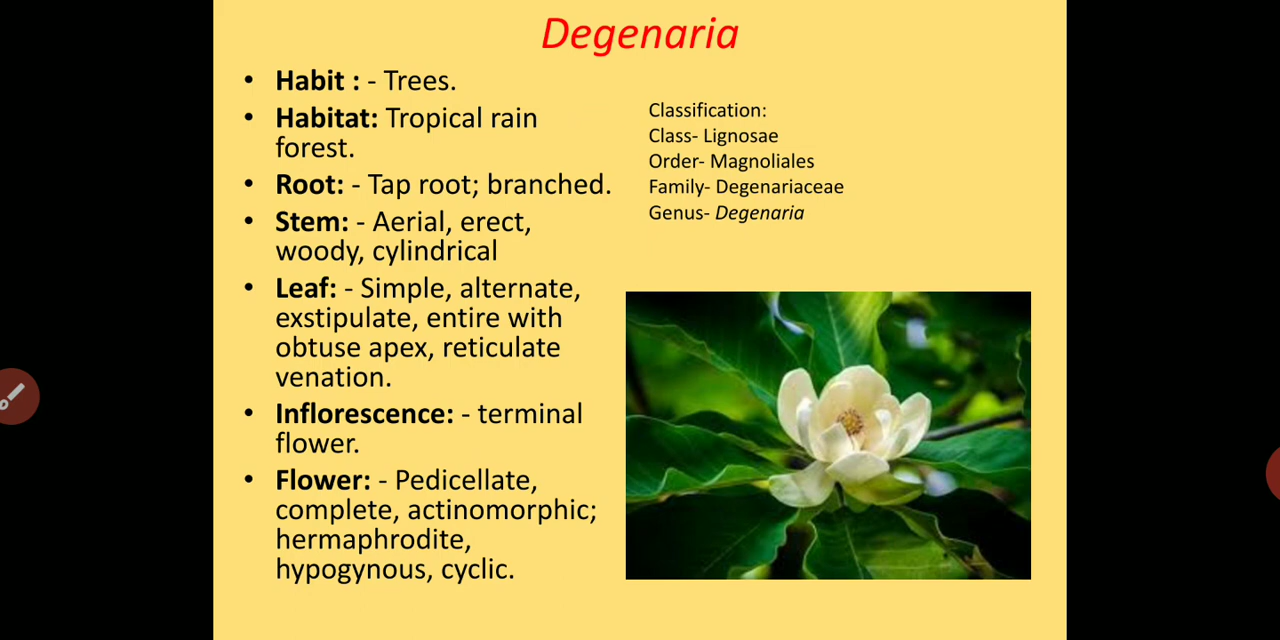 Degenaria
• Habit : - Trees.
• Habitat: Tropical rain
forest.
• Root: - Tap root; branched.
• Stem: - Aerial, erect,
woody, cylindrical
• Leaf: - Simple, alternate,
exstipulate, entire with
obtuse apex, reticulate
venation.
• Inflorescence: - terminal
flower.
• Flower: - Pedicellate,
complete, actinomorphic;
hermaphrodite,
hypogynous, cyclic.
Classification:
Class- Lignosae
Order- Magnoliales
Family- Degenariaceae
Genus- Degenaria